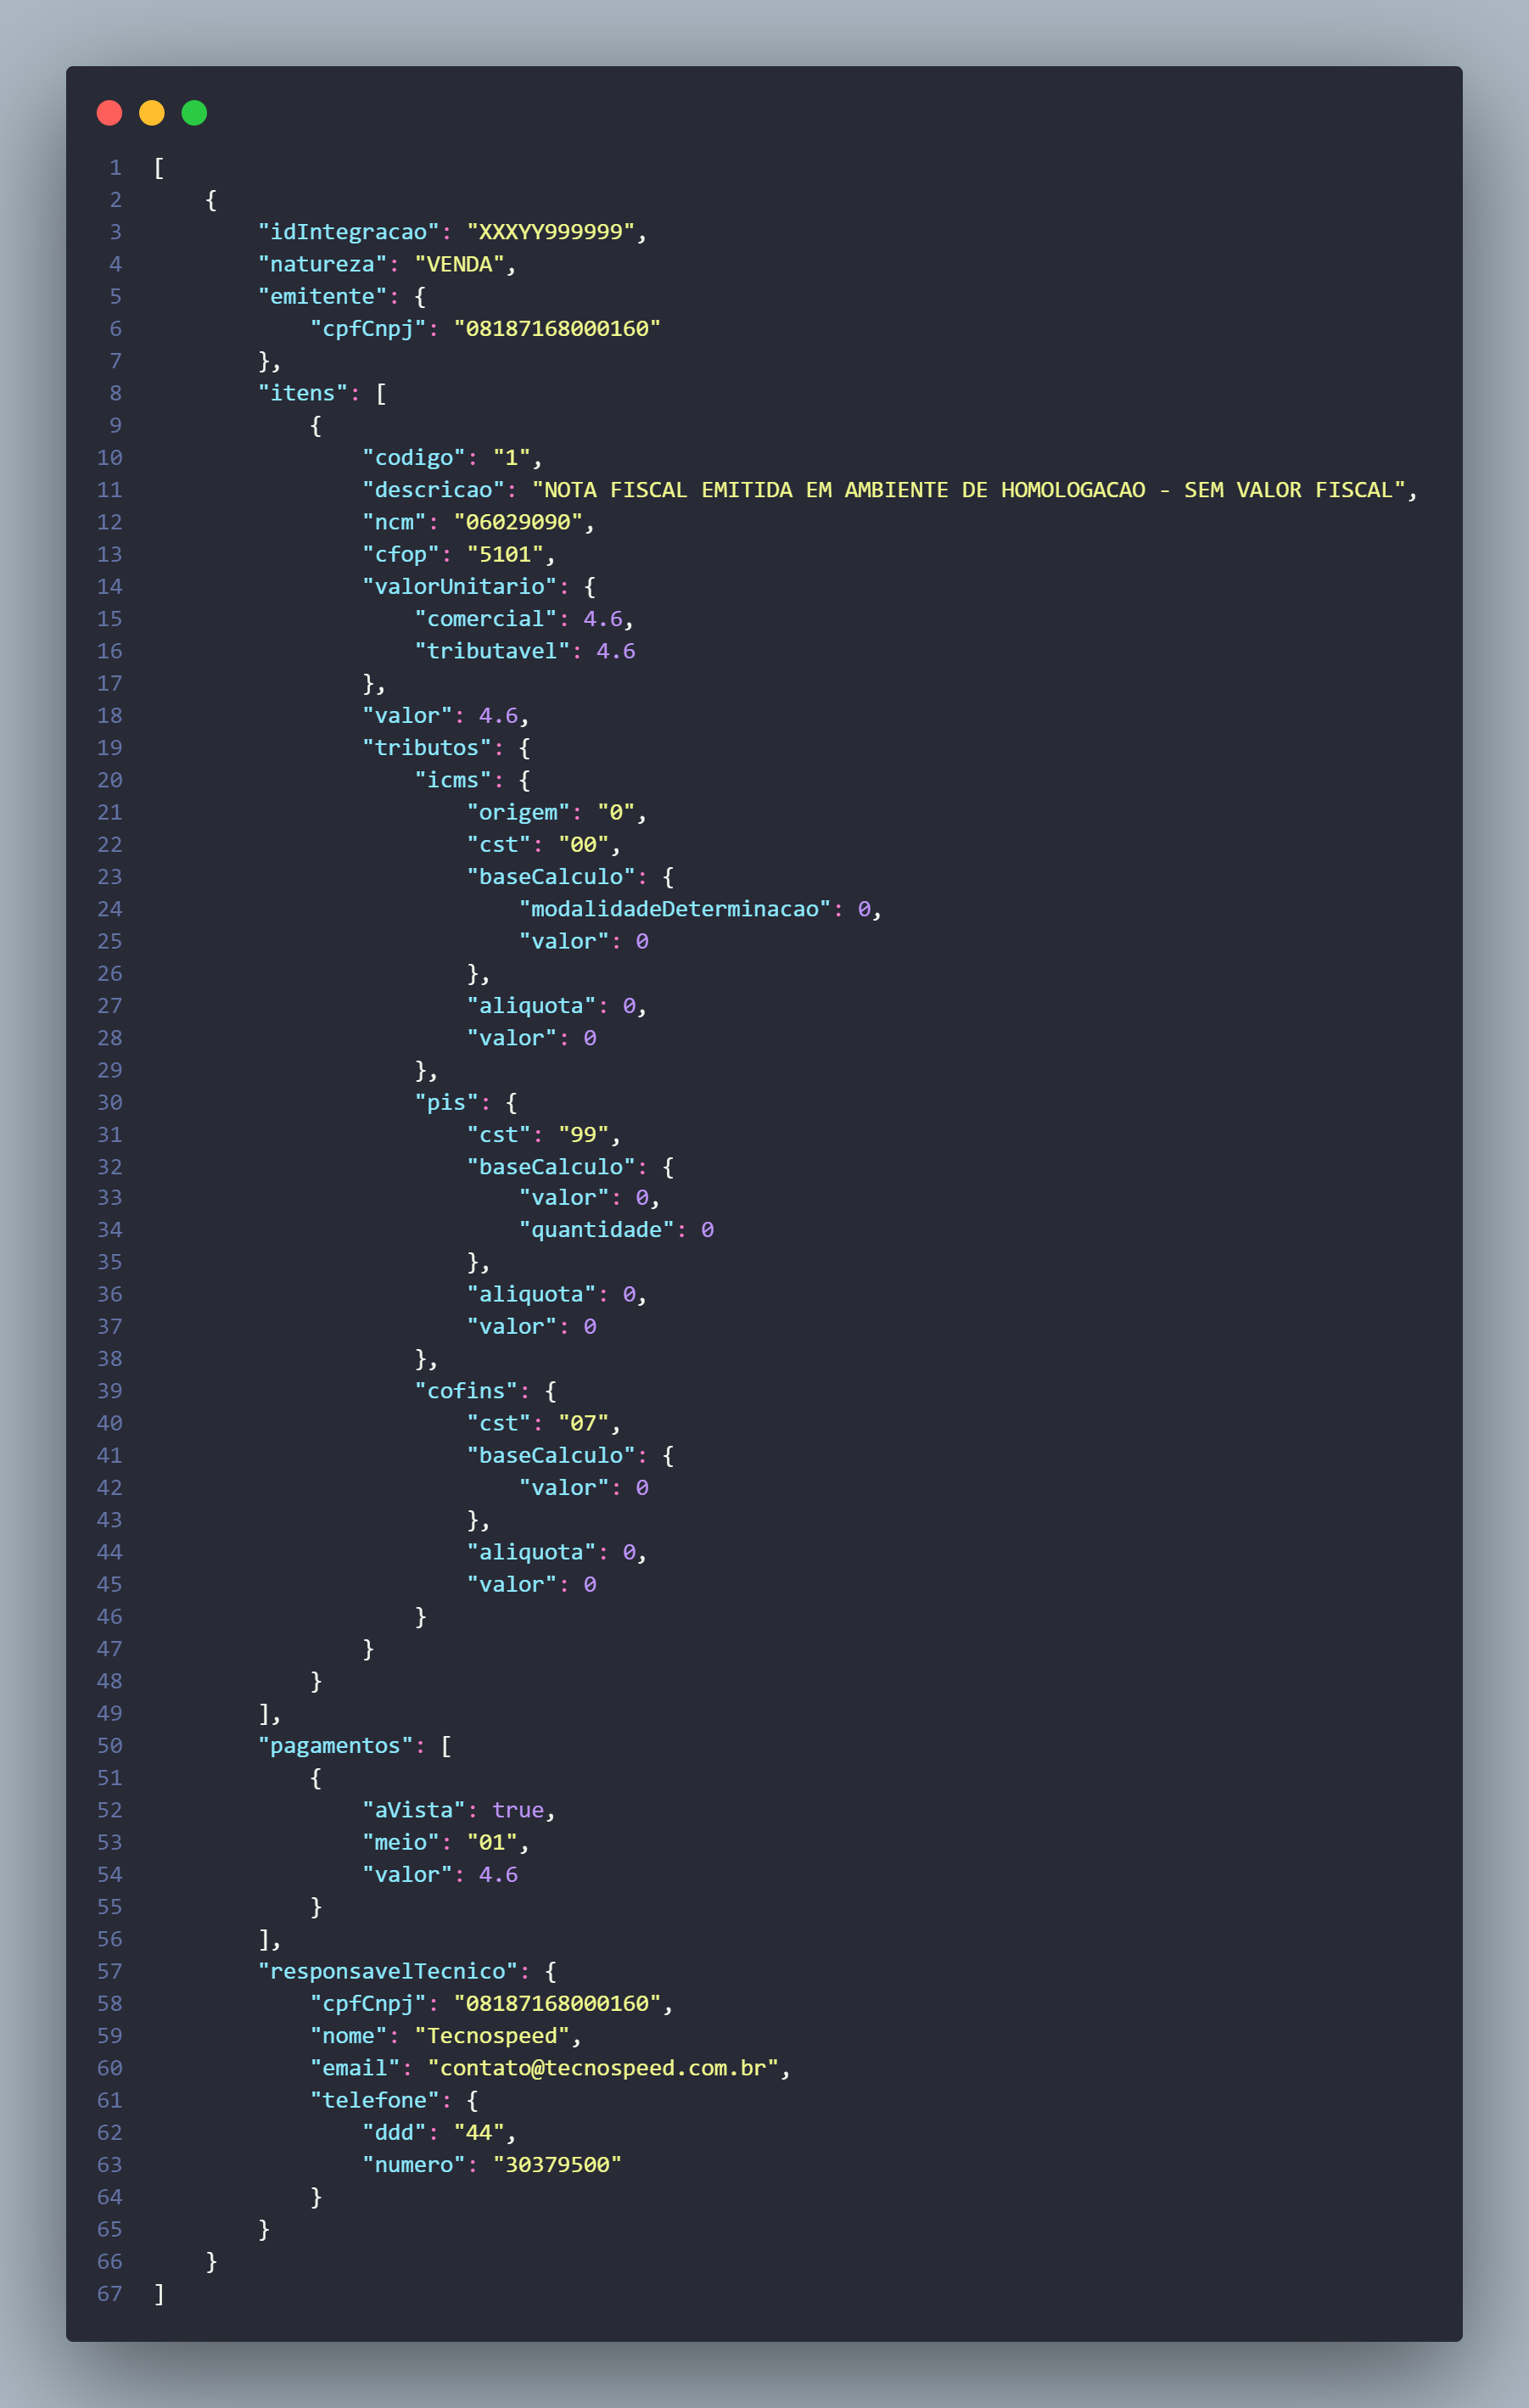 1 [
2     {
3         "idIntegracao": "XXXYY999999",
4         "natureza": "VENDA",
5         "emitente": {
6             "cpfCnpj": "08187168000160"
7         },
8         "itens": [
9             {
10                 "codigo": "1",
11                 "descricao": "NOTA FISCAL EMITIDA EM AMBIENTE DE HOMOLOGACAO - SEM VALOR FISCAL",
12                 "ncm": "06029090",
13                 "cfop": "5101",
14                 "valorUnitario": {
15                     "comercial": 4.6,
16                     "tributavel": 4.6
17                 },
18                 "valor": 4.6,
19                 "tributos": {
20                     "icms": {
21                         "origem": "0",
22                         "cst": "00",
23                         "baseCalculo": {
24                             "modalidadeDeterminacao": 0,
25                             "valor": 0
26                         },
27                         "aliquota": 0,
28                         "valor": 0
29                     },
30                     "pis": {
31                         "cst": "99",
32                         "baseCalculo": {
33                             "valor": 0,
34                             "quantidade": 0
35                         },
36                         "aliquota": 0,
37                         "valor": 0
38                     },
39                     "cofins": {
40                         "cst": "07",
41                         "baseCalculo": {
42                             "valor": 0
43                         },
44                         "aliquota": 0,
45                         "valor": 0
46                     }
47                 }
48             }
49         ],
50         "pagamentos": [
51             {
52                 "aVista": true,
53                 "meio": "01",
54                 "valor": 4.6
55             }
56         ],
57         "responsavelTecnico": {
58             "cpfCnpj": "08187168000160",
59             "nome": "Tecnospeed",
60             "email": "contato@tecnospeed.com.br",
61             "telefone": {
62                 "ddd": "44",
63                 "numero": "30379500"
64             }
65         }
66     }
67 ]